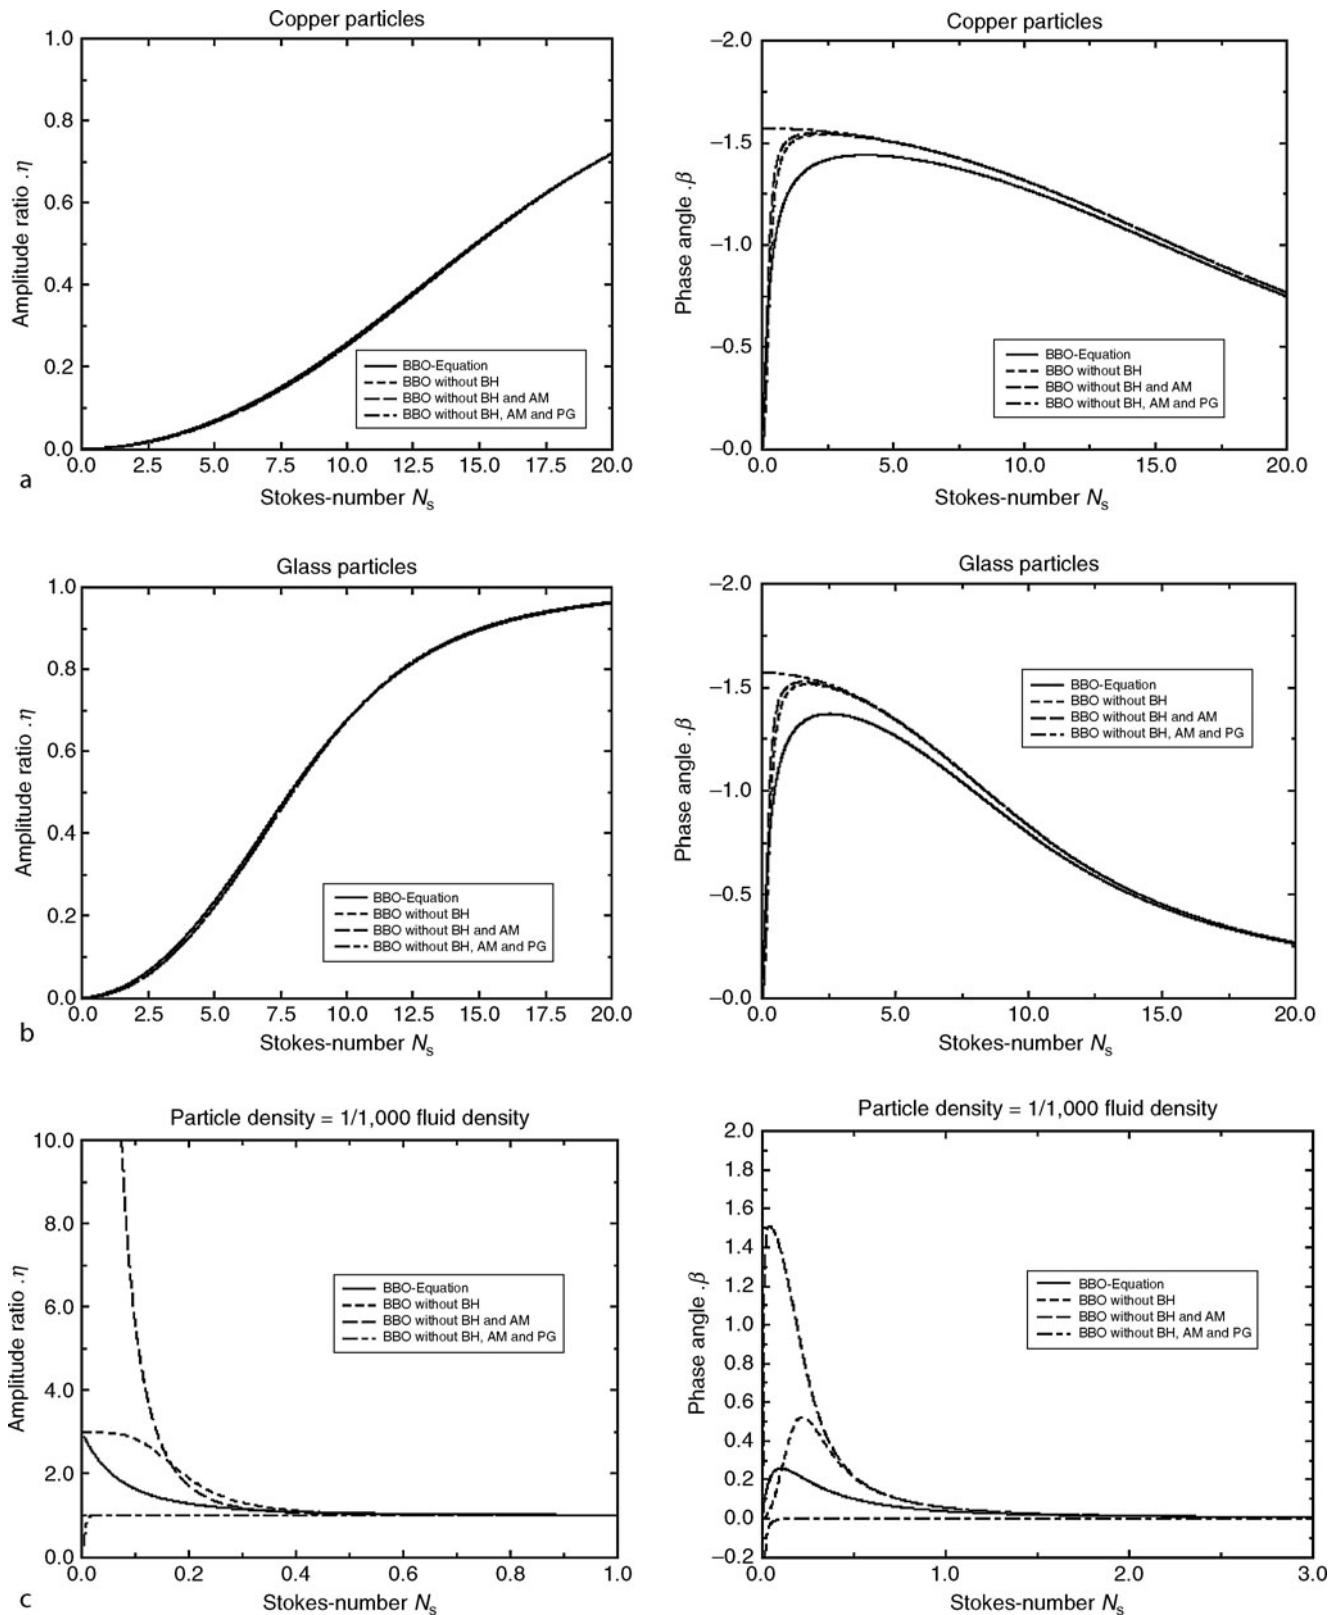 Copper particles
1.0
0.8
0.6
0.4
0.2
0.0
Amplitude ratio .η
BBO-Equation
BBO without BH
BBO without BH and AM
BBO without BH, AM and PG
0.0 2.5 5.0 7.5 10.0 12.5 15.0 17.5 20.0
Stokes-number Ns
a
Copper particles
−2.0
−1.5
−1.0
−0.5
−0.0
Phase angle .β
BBO-Equation
BBO without BH
BBO without BH and AM
BBO without BH, AM and PG
0.0 5.0 10.0 15.0 20.0
Stokes-number Ns
Glass particles
1.0
0.8
0.6
0.4
0.2
0.0
Amplitude ratio .η
BBO-Equation
BBO without BH
BBO without BH and AM
BBO without BH, AM and PG
0.0 2.5 5.0 7.5 10.0 12.5 15.0 17.5 20.0
Stokes-number Ns
b
Glass particles
−2.0
−1.5
−1.0
−0.5
−0.0
Phase angle .β
BBO-Equation
BBO without BH
BBO without BH and AM
BBO without BH, AM and PG
0.0 5.0 10.0 15.0 20.0
Stokes-number Ns
Particle density = 1/1,000 fluid density
10.0
8.0
6.0
4.0
2.0
0.0
Amplitude ratio .η
BBO-Equation
BBO without BH
BBO without BH and AM
BBO without BH, AM and PG
0.0 0.2 0.4 0.6 0.8 1.0
Stokes-number Ns
c
Particle density = 1/1,000 fluid density
2.0
1.8
1.6
1.5
1.2
1.0
0.8
0.6
0.4
0.2
0.0
−0.2
Phase angle .β
BBO-Equation
BBO without BH
BBO without BH and AM
BBO without BH, AM and PG
0.0 1.0 2.0 3.0
Stokes-number Ns